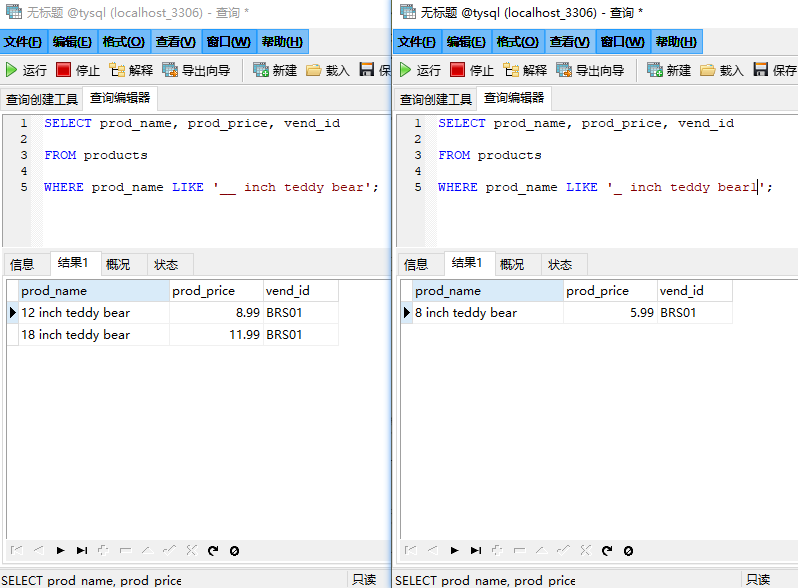 无标题 @tysql (localhost_3306) - 查询 *
文件(F) 编辑(E) 格式(O) 查看(V) 窗口(W) 帮助(H)
运行 停止 解释 导出向导 新建 载入
查询创建工具 查询编辑器
1 SELECT prod_name, prod_price, vend_id
2
3 FROM products
4
5 WHERE prod_name LIKE '__ inch teddy bear';
信息 结果1 概况 状态
prod_name prod_price vend_id
12 inch teddy bear 8.99 BRS01
18 inch teddy bear 11.99 BRS01
SELECT prod_name, prod_price 只读
无标题 @tysql (localhost_3306) - 查询 *
文件(F) 编辑(E) 格式(O) 查看(V) 窗口(W) 帮助(H)
运行 停止 解释 导出向导 新建 载入 保存
查询创建工具 查询编辑器
1 SELECT prod_name, prod_price, vend_id
2
3 FROM products
4
5 WHERE prod_name LIKE '_ inch teddy bear1';
信息 结果1 概况 状态
prod_name prod_price vend_id
8 inch teddy bear 5.99 BRS01
SELECT prod_name, prod_price 只读